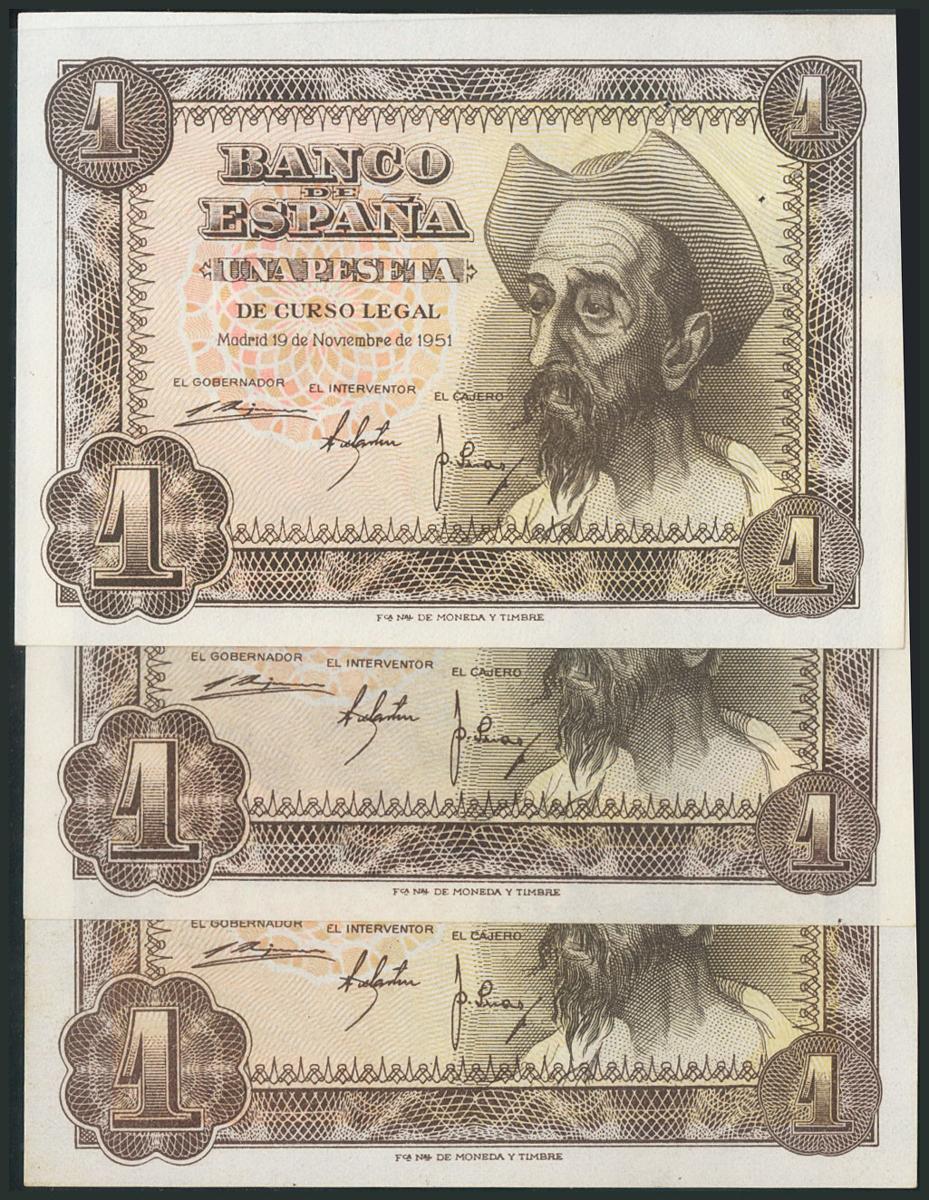 1 1
BANCO
DE
ESPAÑA
UNA PESETA
DE CURSO LEGAL
Madrid 19 de Noviembre de 1951
EL GOBERNADOR EL INTERVENTOR EL CAJERO
1 1
Fca Nal DE MONEDA Y TIMBRE
EL GOBERNADOR EL INTERVENTOR EL CAJERO
1 1
Fca Nal DE MONEDA Y TIMBRE
EL GOBERNADOR EL INTERVENTOR EL CAJERO
1 1
Fca Nal DE MONEDA Y TIMBRE